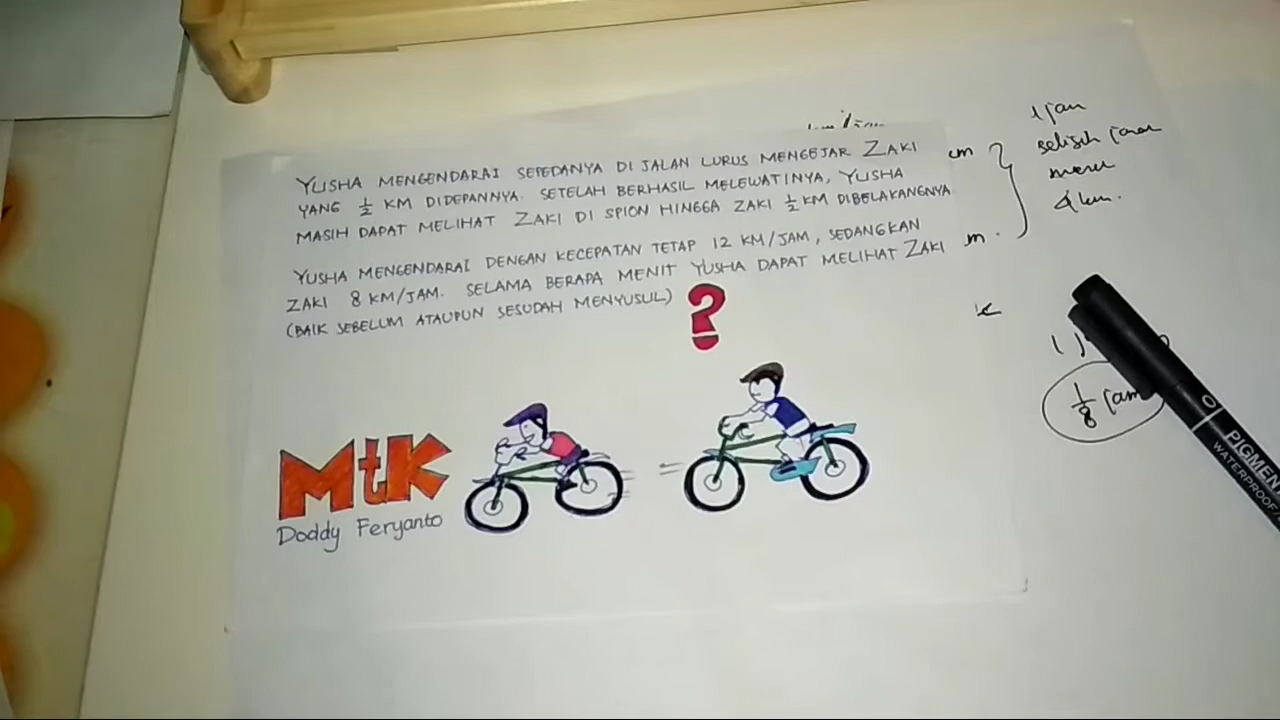 YUSHA MENGENDARAI SEPEDANYA DI JALAN LURUS MENGEJAR ZAKI
YANG 1/2 KM DIDEPANNYA. SETELAH BERHASIL MELEWATINYA, YUSHA
MASIH DAPAT MELIHAT ZAKI DI SPION HINGGA ZAKI 1/2 KM DIBELAKANGNYA
YUSHA MENGENDARAI DENGAN KECEPATAN TETAP 12 KM/JAM, SEDANGKAN
ZAKI 8 KM/JAM. SELAMA BERAPA MENIT YUSHA DAPAT MELIHAT ZAKI
(BAIK SEBELUM ATAUPUN SESUDAH MENYUSUL)
?
MtK
Doddy Feryanto
1 jam
selisih jarak
4 km.
1/8 jam
PIGMEN
WATERPROOF